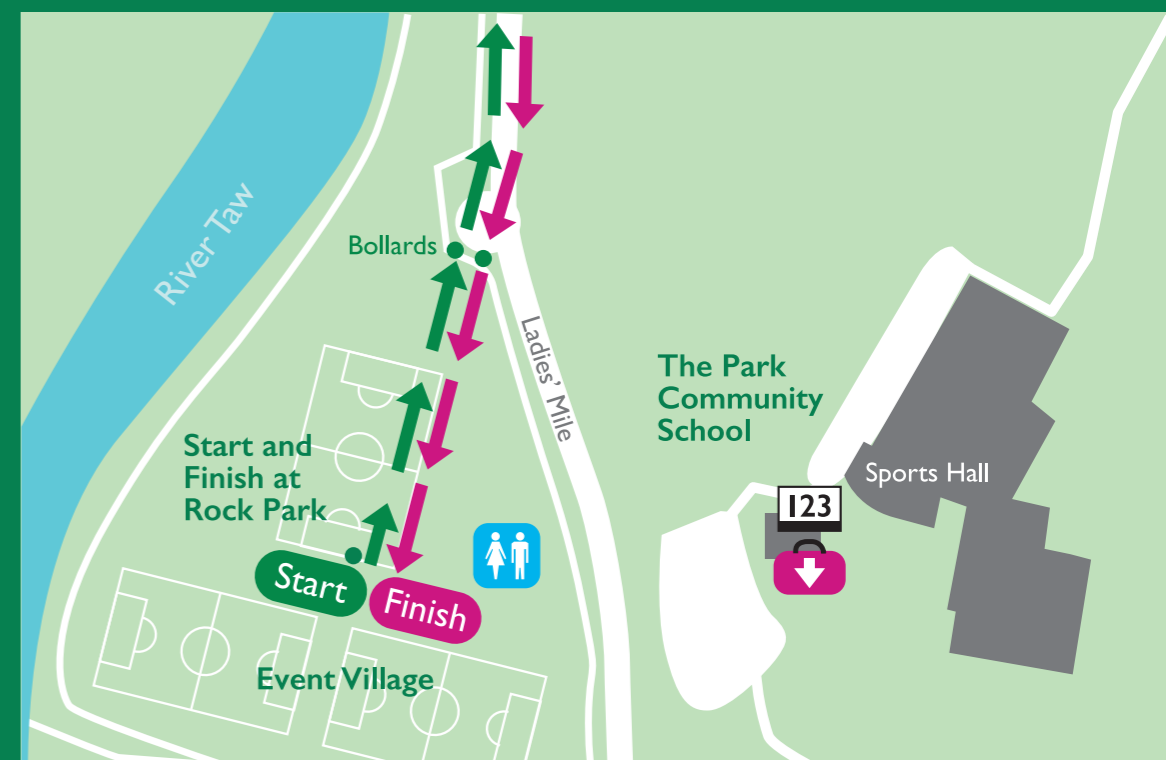 River Taw
Bollards
Ladies' Mile
The Park
Community
School
Start and
Finish at
Rock Park
Sports Hall
123
Start
Finish
Event Village